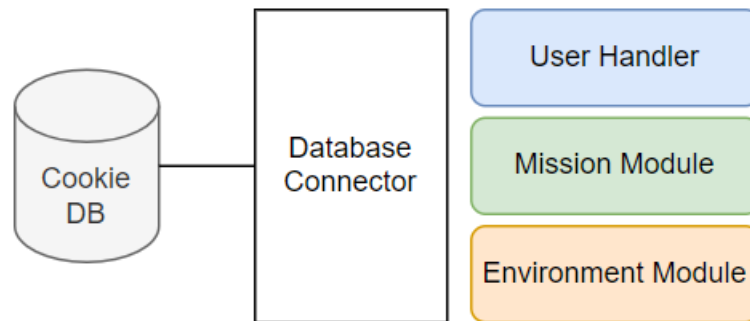 Cookie
DB
Database
Connector
User Handler
Mission Module
Environment Module